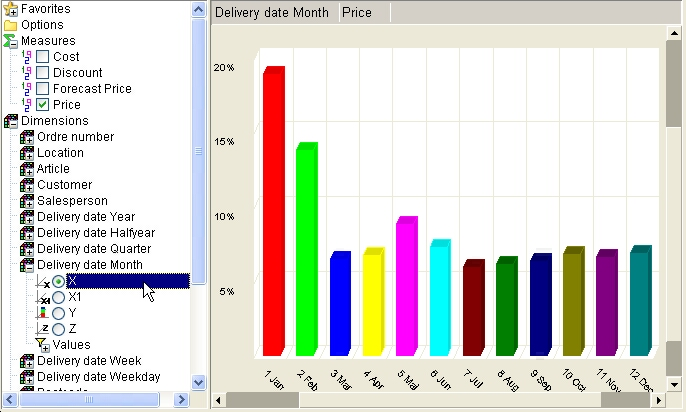 Favorites
Options
Measures
Cost
Discount
Forecast Price
Price
Dimensions
Ordre number
Location
Article
Customer
Salesperson
Delivery date Year
Delivery date Halfyear
Delivery date Quarter
Delivery date Month
X
X1
Y
Z
Values
Delivery date Week
Delivery date Weekday
Delivery date Month Price
20%
15%
10%
5%
1 Jan 2 Feb 3 Mar 4 Apr 5 Mai 6 Jun 7 Jul 8 Aug 9 Sep 10 Oct 11 Nov 12 Dec